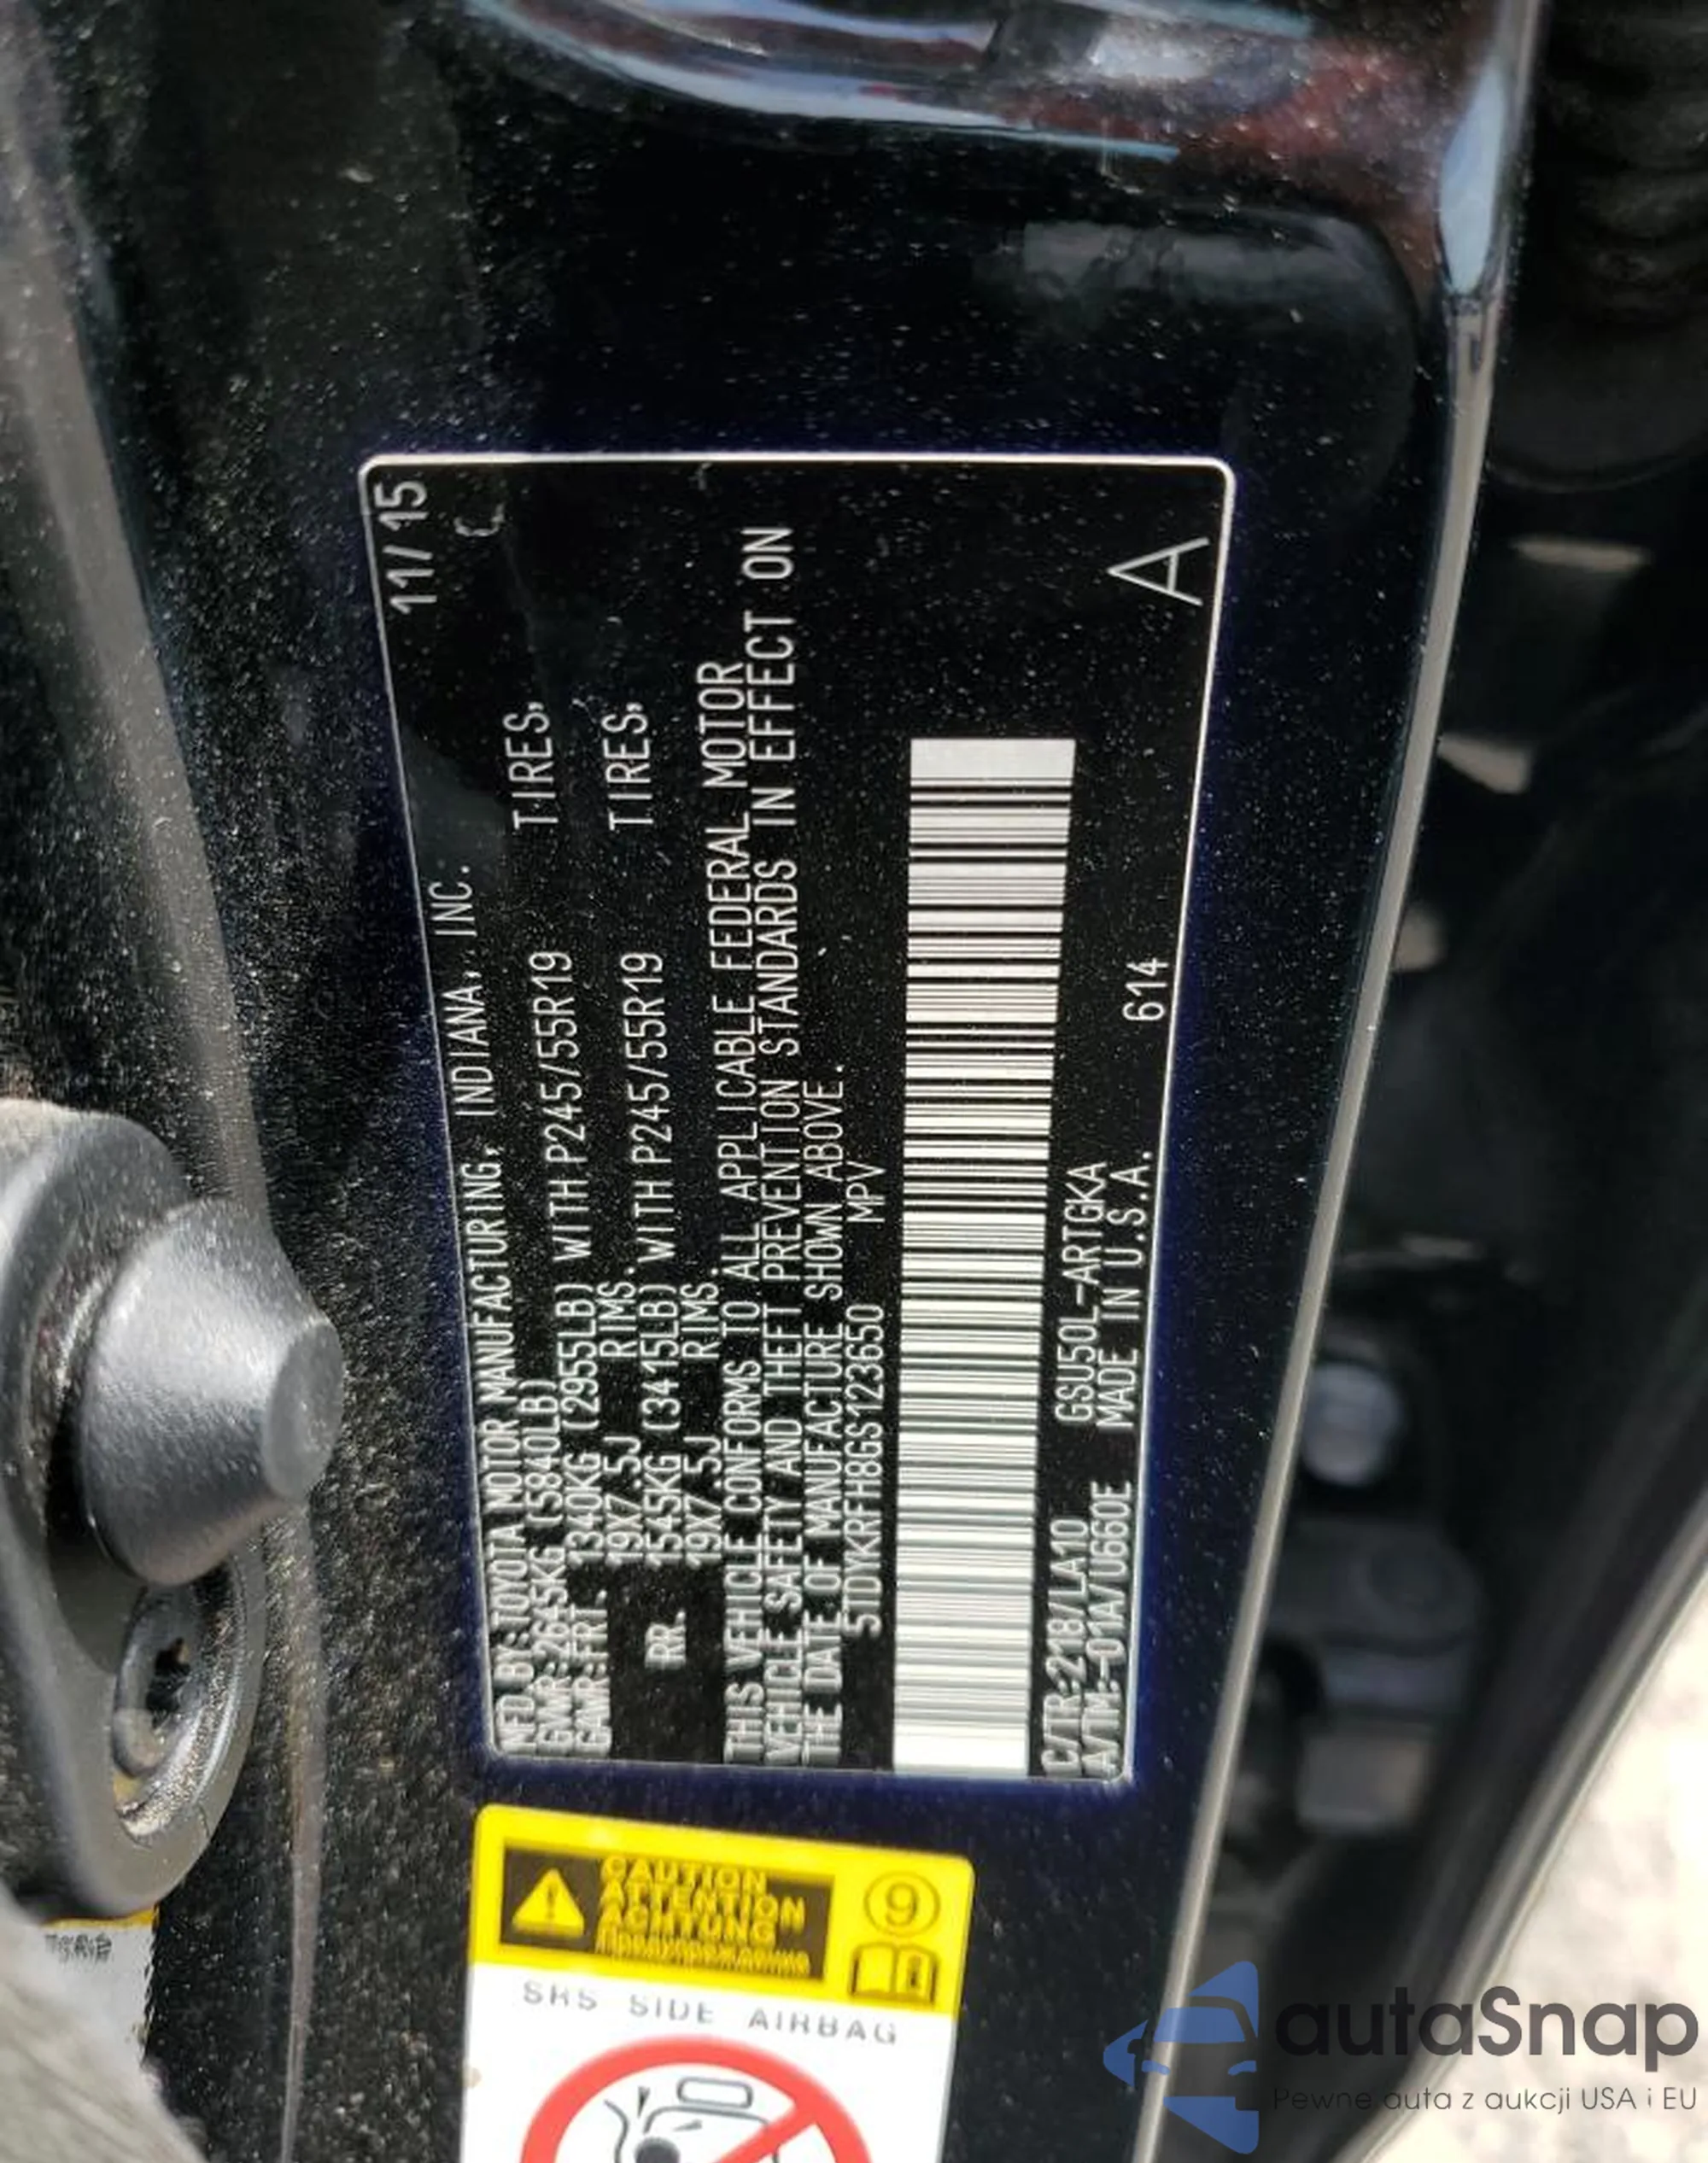 11/15
MFD BY:TOYOTA MOTOR MANUFACTURING, INDIANA, INC.
GVWR:2645KG (5840LB)
GAWR:FRT. 1340KG (2955LB) WITH P245/55R19 TIRES,
19X7.5J RIMS.
RR. 1545KG (3415LB) WITH P245/55R19 TIRES,
19X7.5J RIMS.
THIS VEHICLE CONFORMS TO ALL APPLICABLE FEDERAL MOTOR
VEHICLE SAFETY AND THEFT PREVENTION STANDARDS IN EFFECT ON
THE DATE OF MANUFACTURE SHOWN ABOVE.
5TDYKRFH8GS123650 MPV
C/TR:218/LA10 GSU50L-ARTGKA
A/TM:-01A/U660E MADE IN U.S.A. 614
A
CAUTION
ATTENTION
ACHTUNG
Предупреждение
9
SRS SIDE AIRBAG
autaSnap
Pewne auta z aukcji USA i EU